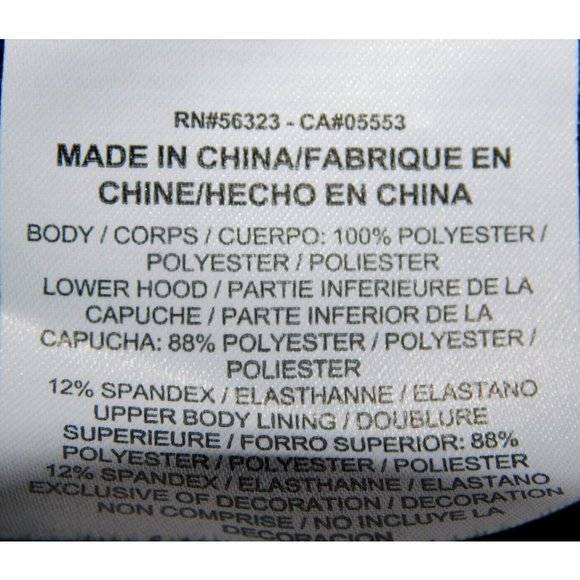 RN#56323 - CA#05553
MADE IN CHINA/FABRIQUE EN
CHINE/HECHO EN CHINA
BODY / CORPS / CUERPO: 100% POLYESTER /
POLYESTER / POLIESTER
LOWER HOOD / PARTIE INFERIEURE DE LA
CAPUCHE / PARTE INFERIOR DE LA
CAPUCHA: 88% POLYESTER / POLYESTER /
POLIESTER
12% SPANDEX / ELASTHANNE / ELASTANO
UPPER BODY LINING / DOUBLURE
SUPERIEURE / FORRO SUPERIOR: 88%
POLYESTER / POLYESTER / POLIESTER
12% SPANDEX / ELASTHANNE / ELASTANO
EXCLUSIVE OF DECORATION / DECORATION
NON COMPRISE / NO INCLUYE LA
DECORACION